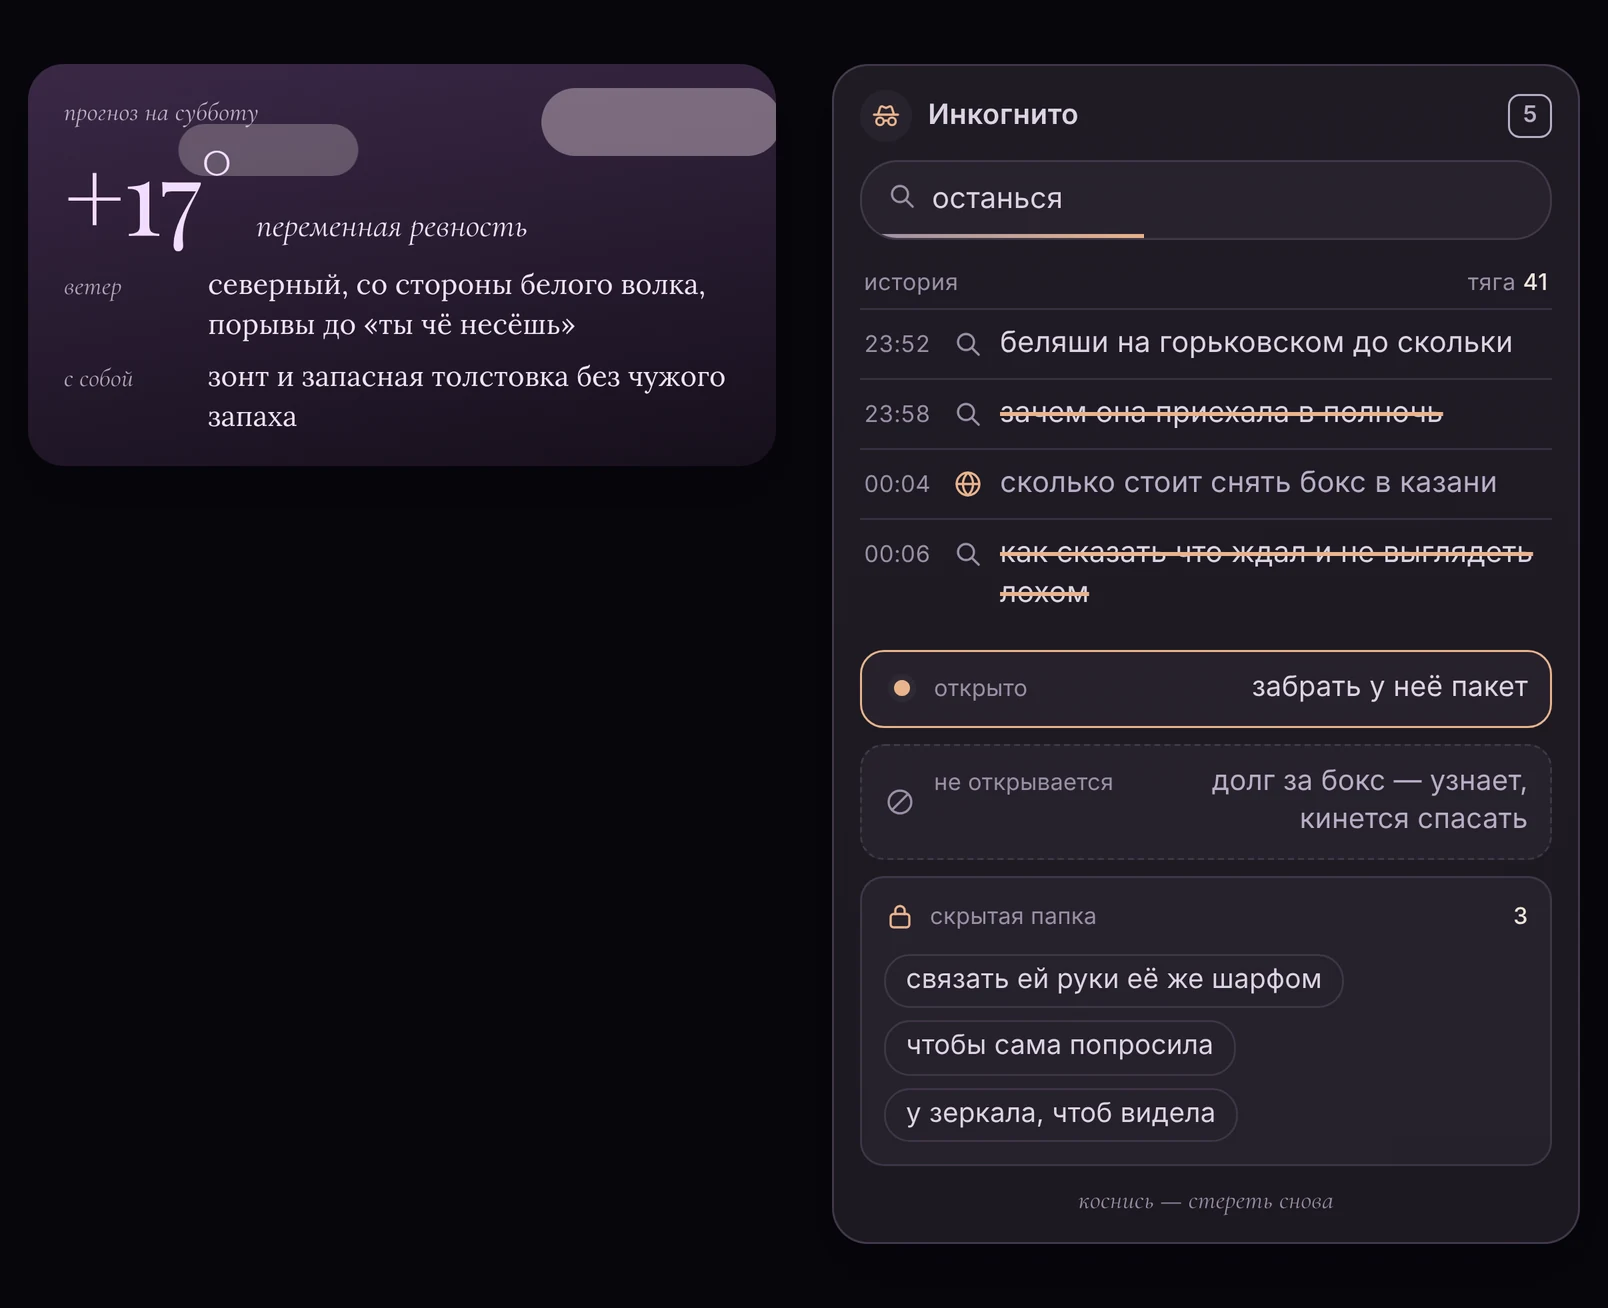 прогноз на субботу
+17°
переменная ревность
ветер
северный, со стороны белого волка,
порывы до «ты чё несёшь»
с собой
зонт и запасная толстовка без чужого
запаха
Инкогнито
5
останься
история
тяга 41
23:52 беляши на горьковском до скольки
23:58 зачем она приехала в полночь
00:04 сколько стоит снять бокс в казани
00:06 как сказать что ждал и не выглядеть
лохом
открыто
забрать у неё пакет
не открывается
долг за бокс — узнает,
кинется спасать
скрытая папка
3
связать ей руки её же шарфом
чтобы сама попросила
у зеркала, чтоб видела
коснись — стереть снова